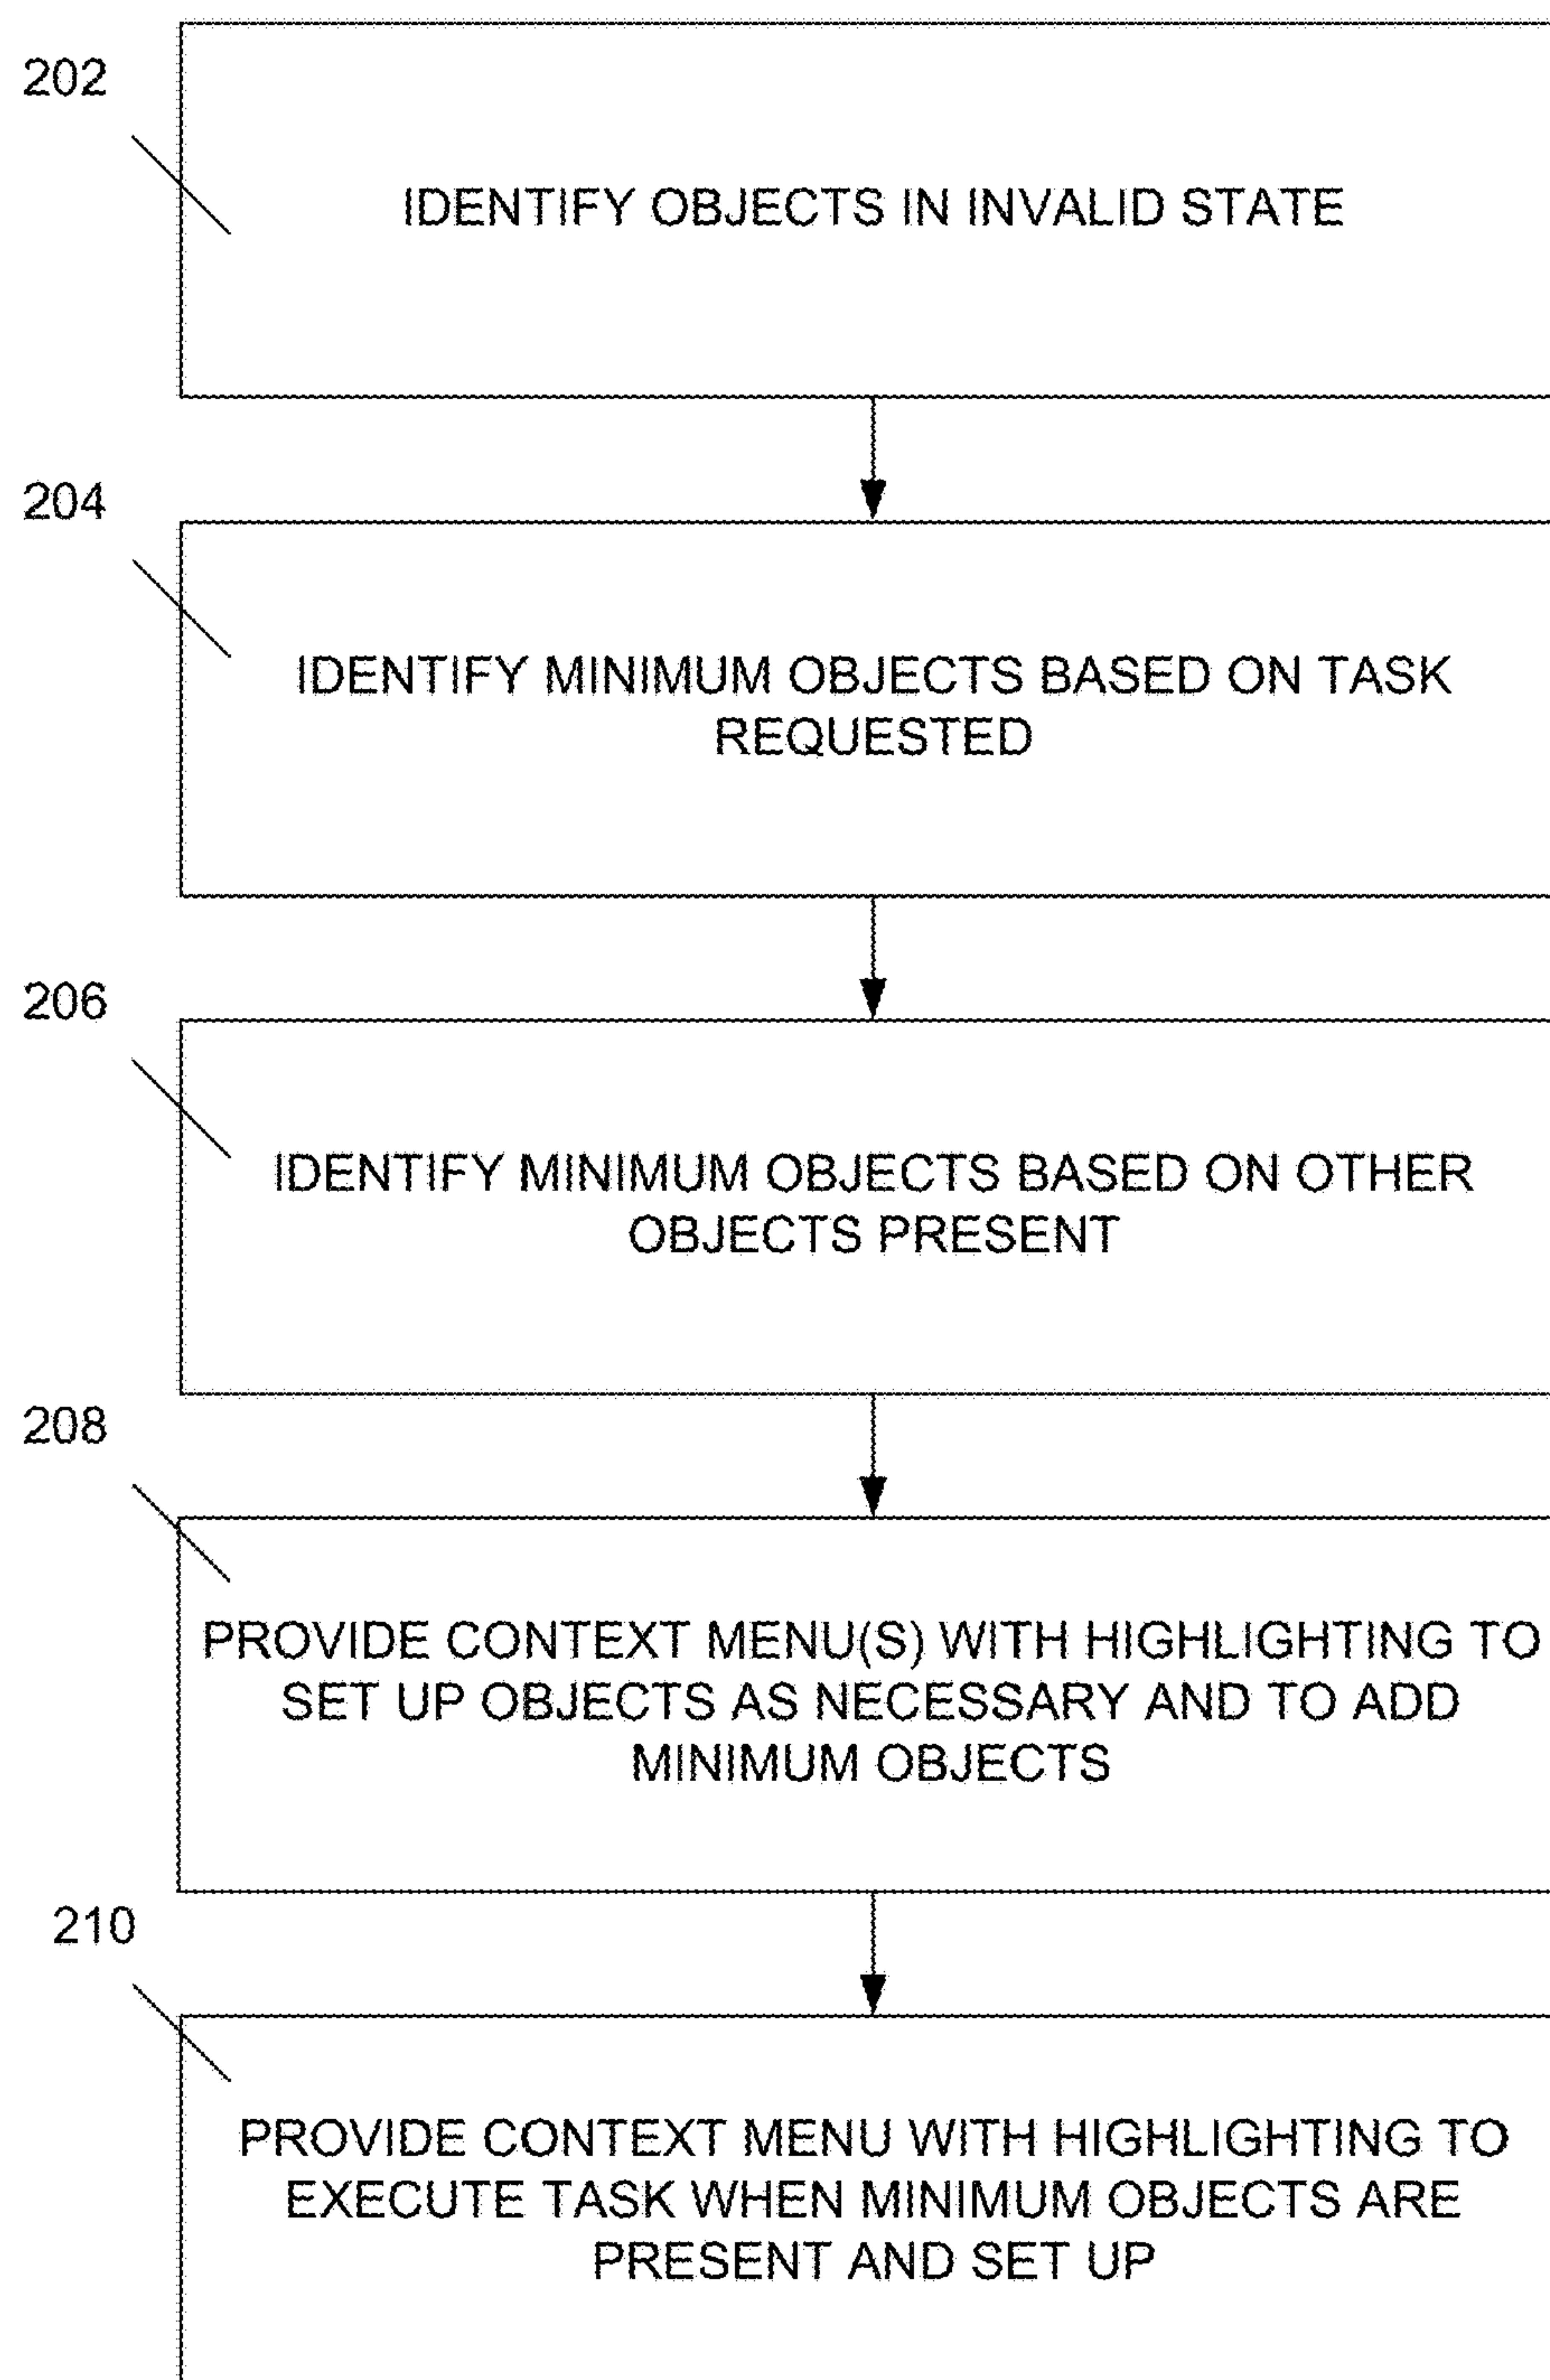 202
IDENTIFY OBJECTS IN INVALID STATE
204
IDENTIFY MINIMUM OBJECTS BASED ON TASK
REQUESTED
206
IDENTIFY MINIMUM OBJECTS BASED ON OTHER
OBJECTS PRESENT
208
PROVIDE CONTEXT MENU(S) WITH HIGHLIGHTING TO
SET UP OBJECTS AS NECESSARY AND TO ADD
MINIMUM OBJECTS
210
PROVIDE CONTEXT MENU WITH HIGHLIGHTING TO
EXECUTE TASK WHEN MINIMUM OBJECTS ARE
PRESENT AND SET UP